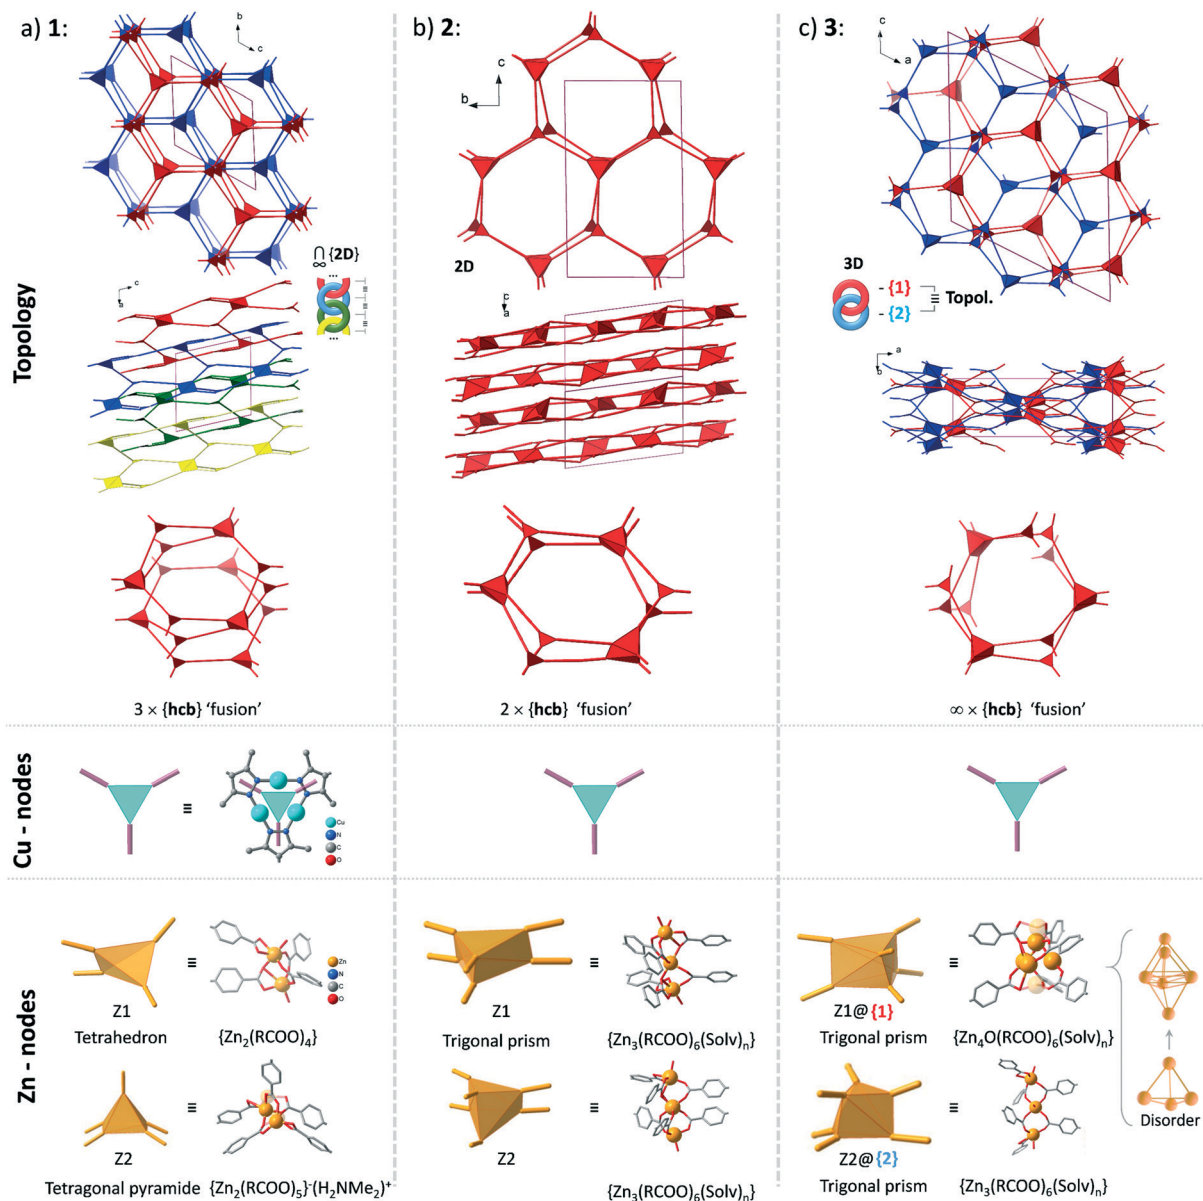 a) 1:
b) 2:
c) 3:
b
c
c
b
c
a
∩
∞
{2D}
...
≡
≡
≡
...
2D
3D
- {1}
- {2}
≡ Topol.
c
a
c
a
a
b
Topology
3 × {hcb} ‘fusion’
2 × {hcb} ‘fusion’
∞ × {hcb} ‘fusion’
Cu - nodes
≡
Cu
N
C
O
Zn - nodes
≡
Zn
N
C
O
≡
≡
Z1
Z1
Z1@{1}
Tetrahedron
{Zn2(RCOO)4}
Trigonal prism
{Zn3(RCOO)6(Solv)n}
Trigonal prism
{Zn4O(RCOO)6(Solv)n}
≡
≡
≡
Disorder
Z2
Z2
Z2@{2}
Tetragonal pyramide
{Zn2(RCOO)5}-(H2NMe2)+
{Zn3(RCOO)6(Solv)n}
Trigonal prism
{Zn3(RCOO)6(Solv)n}